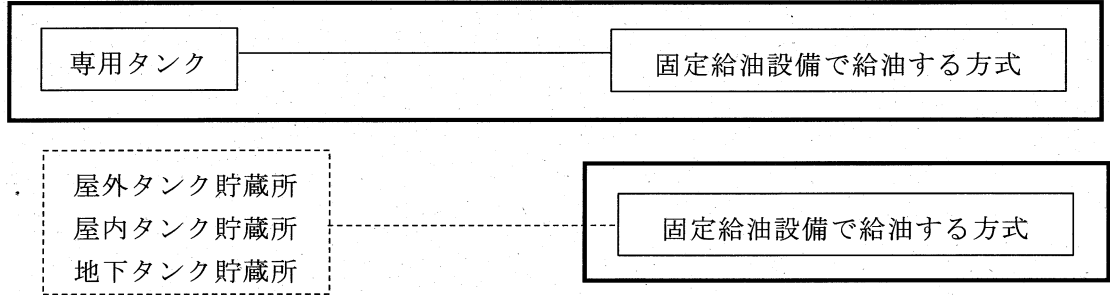 専用タンク
固定給油設備で給油する方式
屋外タンク貯蔵所
屋内タンク貯蔵所
地下タンク貯蔵所
固定給油設備で給油する方式